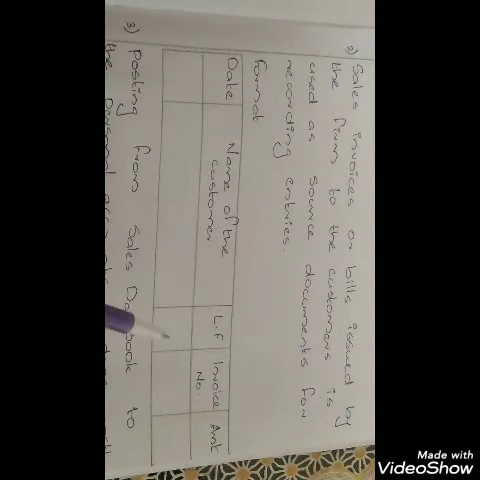 2) Sales invoices or bills issued by
the firm to the customers is
used as source documents for
recording entries.
Format
Date Name of the customer L.F Invoice No. Amt
3) Posting from Sales Day book to
the Personal
Made with
VideoShow